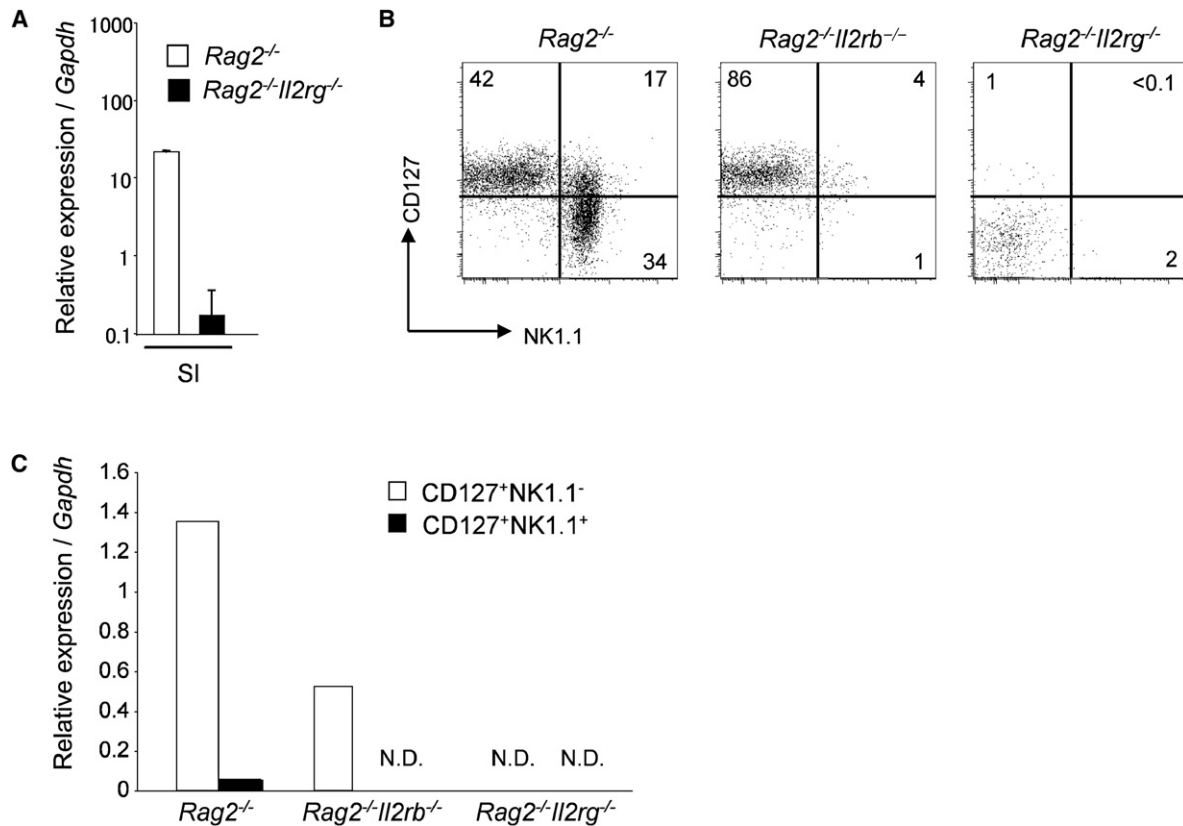 A
Relative expression / Gapdh
1000
100
10
1
0.1
Rag2-/-
Rag2-/-Il2rg-/-
SI
B
Rag2-/- Rag2-/-Il2rb-/- Rag2-/-Il2rg-/-
42 17 86 4 1 <0.1
34 1 2
CD127
NK1.1
C
Relative expression / Gapdh
1.6
1.4
1.2
1
0.8
0.6
0.4
0.2
0
CD127+NK1.1-
CD127+NK1.1+
N.D. N.D. N.D.
Rag2-/- Rag2-/-Il2rb-/- Rag2-/-Il2rg-/-